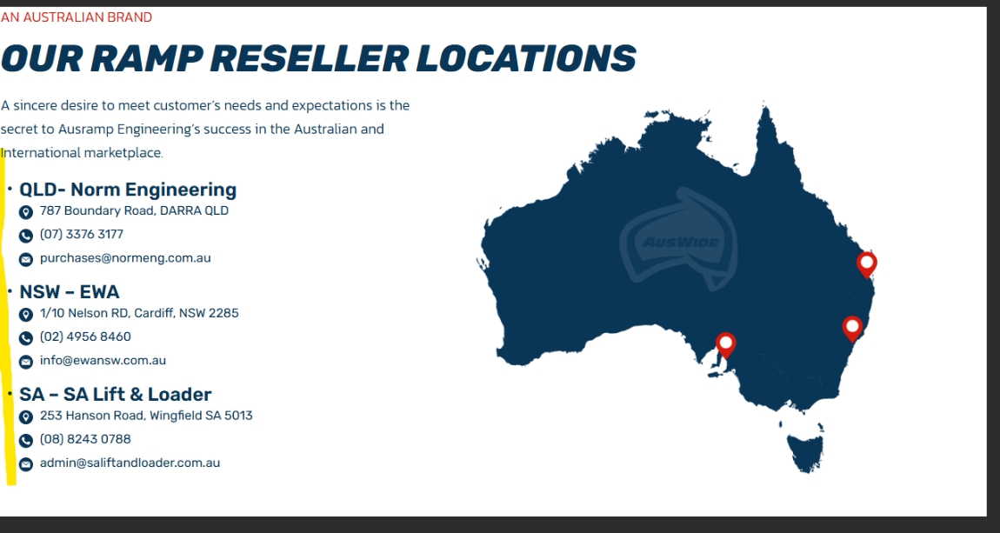 AN AUSTRALIAN BRAND
OUR RAMP RESELLER LOCATIONS
A sincere desire to meet customer's needs and expectations is the
secret to Ausramp Engineering's success in the Australian and
International marketplace.
• QLD- Norm Engineering
787 Boundary Road, DARRA QLD
(07) 3376 3177
purchases@normeng.com.au
• NSW – EWA
1/10 Nelson RD, Cardiff, NSW 2285
(02) 4956 8460
info@ewansw.com.au
• SA – SA Lift & Loader
253 Hanson Road, Wingfield SA 5013
(08) 8243 0788
admin@saliftandloader.com.au
AUSWIDE